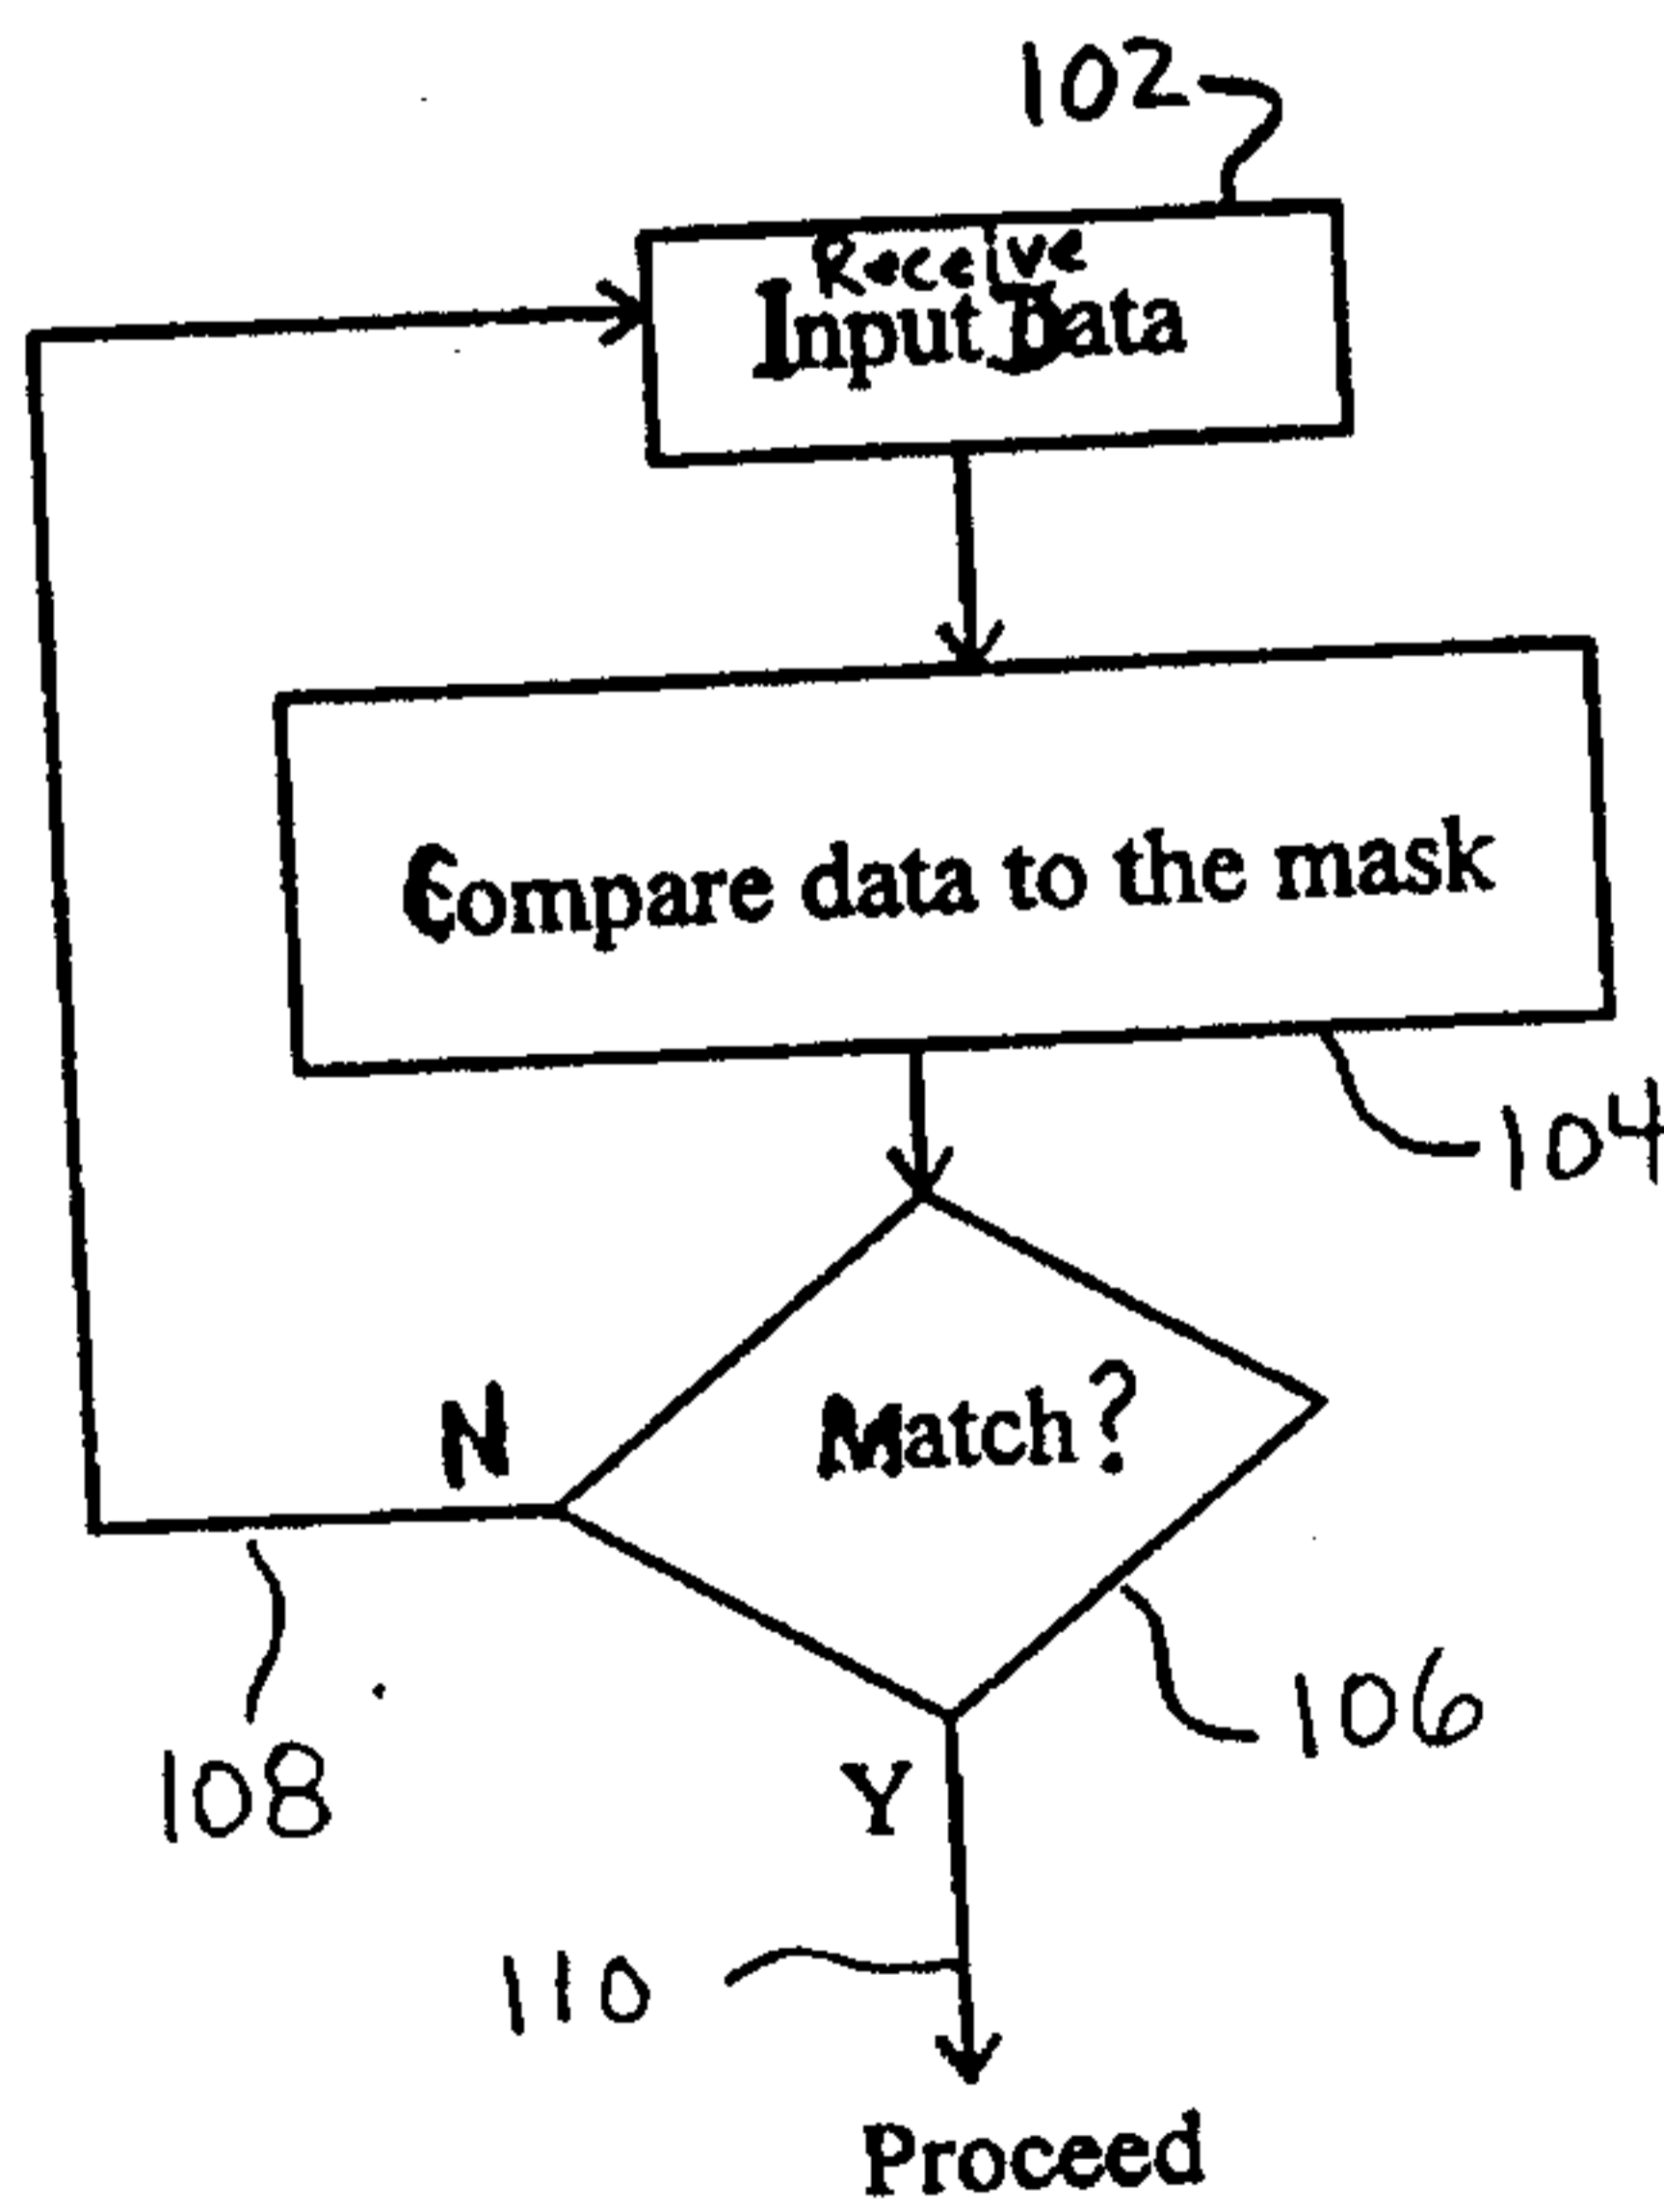 102
Receive
Input Data
Compare data to the mask
104
Match?
N
106
108
Y
110
Proceed